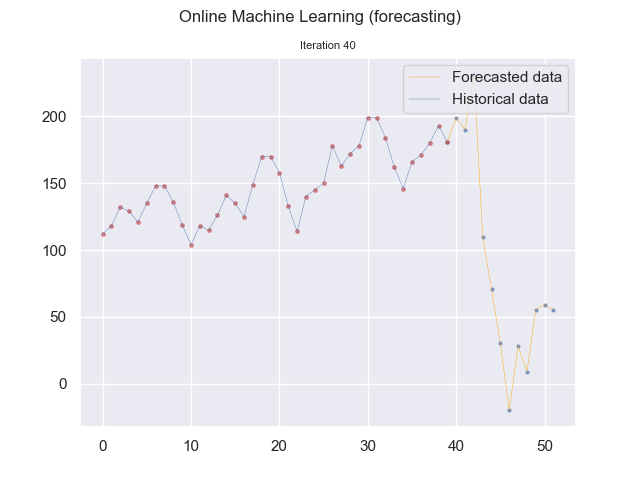 Online Machine Learning (forecasting)
Iteration 40
Forecasted data
Historical data
200
150
100
50
0
0 10 20 30 40 50